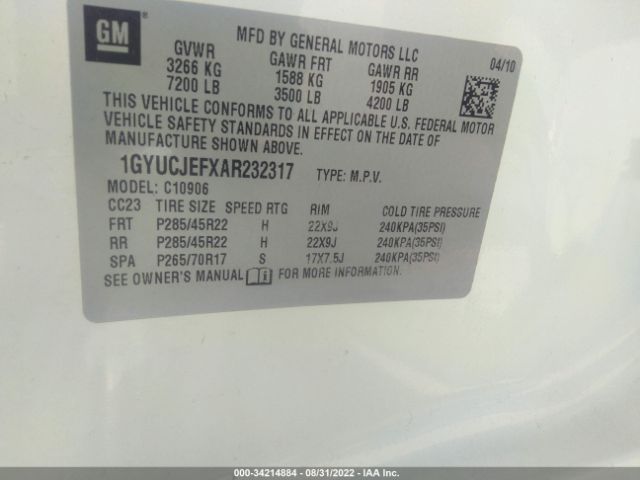 GM
MFD BY GENERAL MOTORS LLC
04/10
GVWR GAWR FRT GAWR RR
3266 KG 1588 KG 1905 KG
7200 LB 3500 LB 4200 LB
THIS VEHICLE CONFORMS TO ALL APPLICABLE U.S. FEDERAL MOTOR
VEHICLE SAFETY STANDARDS IN EFFECT ON THE DATE OF
MANUFACTURE SHOWN ABOVE.
1GYUCJEFXAR232317 TYPE: M.P.V.
MODEL: C10906
CC23 TIRE SIZE SPEED RTG RIM COLD TIRE PRESSURE
FRT P285/45R22 H 22X9J 240KPA(35PSI)
RR P285/45R22 H 22X9J 240KPA(35PSI)
SPA P265/70R17 S 17X7.5J 240KPA(35PSI)
SEE OWNER'S MANUAL FOR MORE INFORMATION.
000-34214884 - 08/31/2022 - IAA Inc.